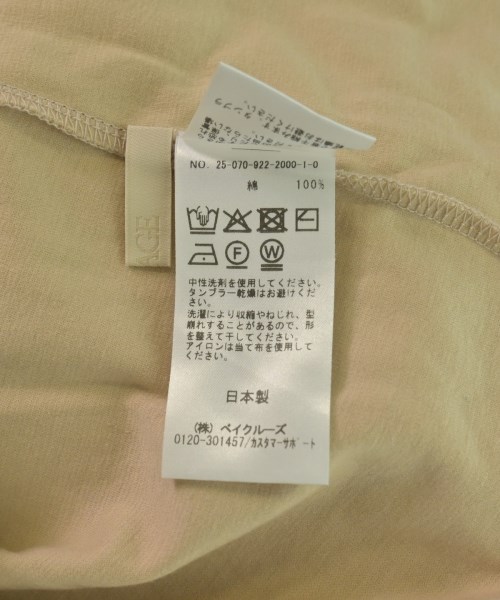 NO. 25-070-922-2000-1-0
綿 100%
F
W
中性洗剤を使用してください。
タンブラー乾燥はお避けくだ
さい。
洗濯により収縮やねじれ、型
崩れすることがあるので、形
を整えて干してください。
アイロンは当て布を使用して
ください。
日本製
(株) ベイクルーズ
0120-301457/カスタマーサポート
AGE